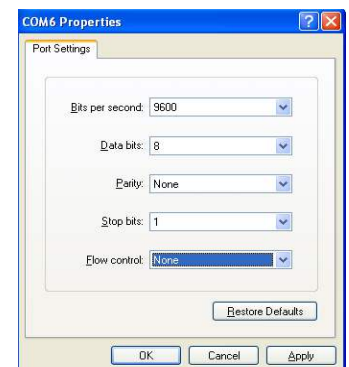 COM6 Properties
Port Settings
Bits per second: 9600
Data bits: 8
Parity: None
Stop bits: 1
Flow control: None
Restore Defaults
OK Cancel Apply